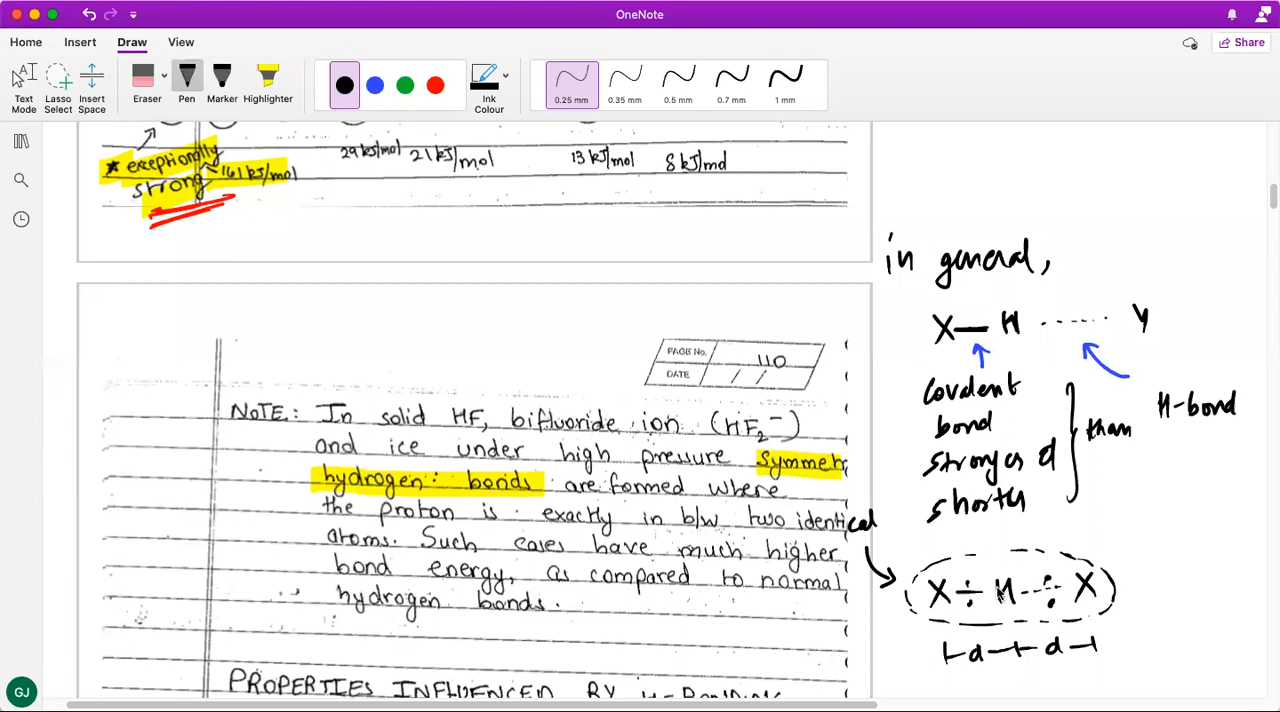 OneNote
Home Insert Draw View
Share
Text Mode
Lasso Select
Insert Space
Eraser
Pen
Marker
Highlighter
0.25 mm
0.35 mm
0.5 mm
0.7 mm
1 mm
Ink Colour
★ exceptionally
strong
161 kJ/mol
29 kJ/mol 21 kJ/mol 13 kJ/mol 8 kJ/mol
in general,
X — H ······ Y
covalent
bond
stronger &
shorter
than
H-bond
PAGE No. 110
DATE / /
NOTE: In solid HF, bifluoride ion (HF2−)
and ice under high pressure symmetr
hydrogen bonds are formed where
the proton is exactly in b/w two identical
atoms. Such cases have much higher
bond energy, as compared to normal
hydrogen bonds.
X ÷ H ÷ X
d d
PROPERTIES INFLUENCED BY H-BONDING
GJ